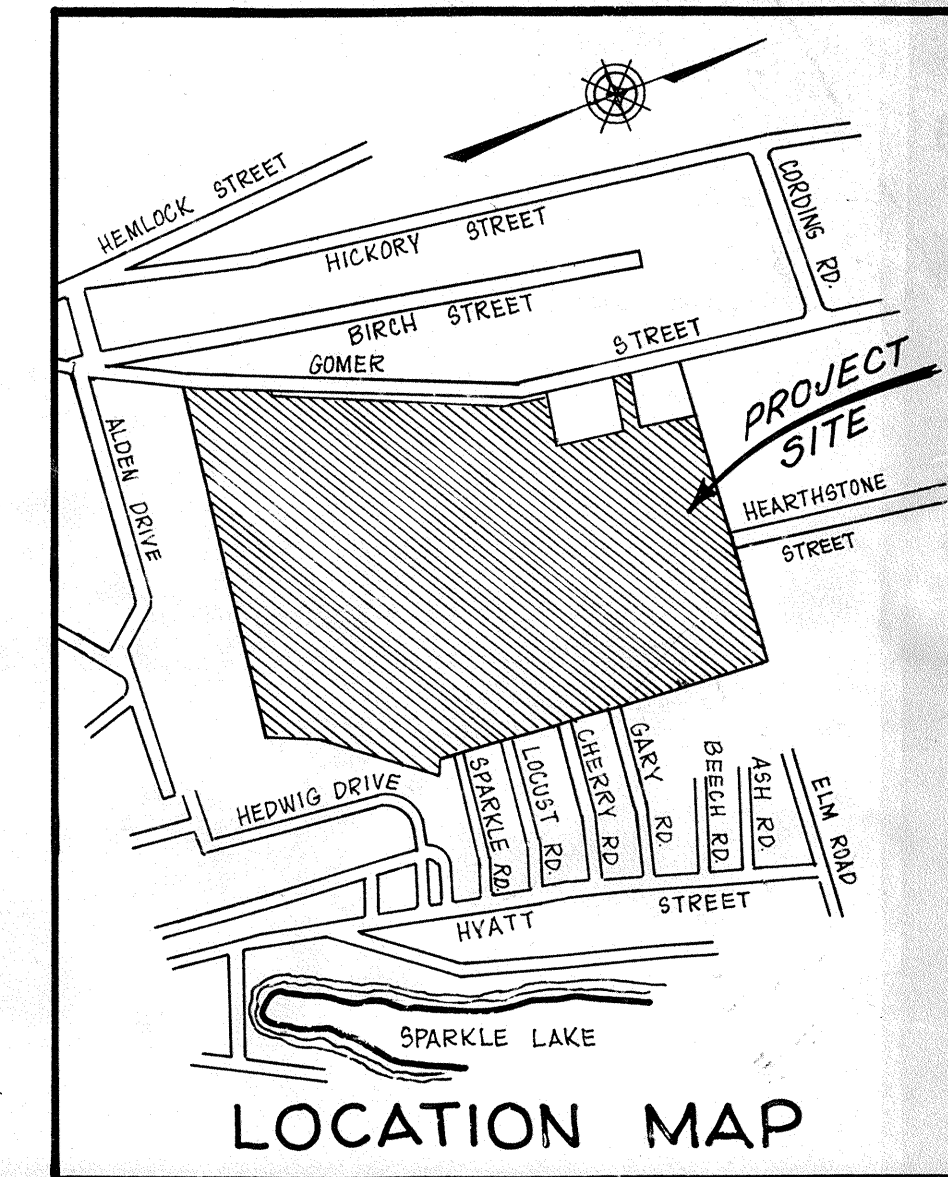 HEMLOCK STREET
HICKORY STREET
CORDING RD.
BIRCH STREET
GOMER STREET
ALDEN DRIVE
PROJECT
SITE
HEARTHSTONE
STREET
HEDWIG DRIVE
SPARKLE RD.
LOCUST RD.
CHERRY RD
GARY RD.
BEECH RD.
ASH RD.
ELM ROAD
HYATT STREET
SPARKLE LAKE
LOCATION MAP